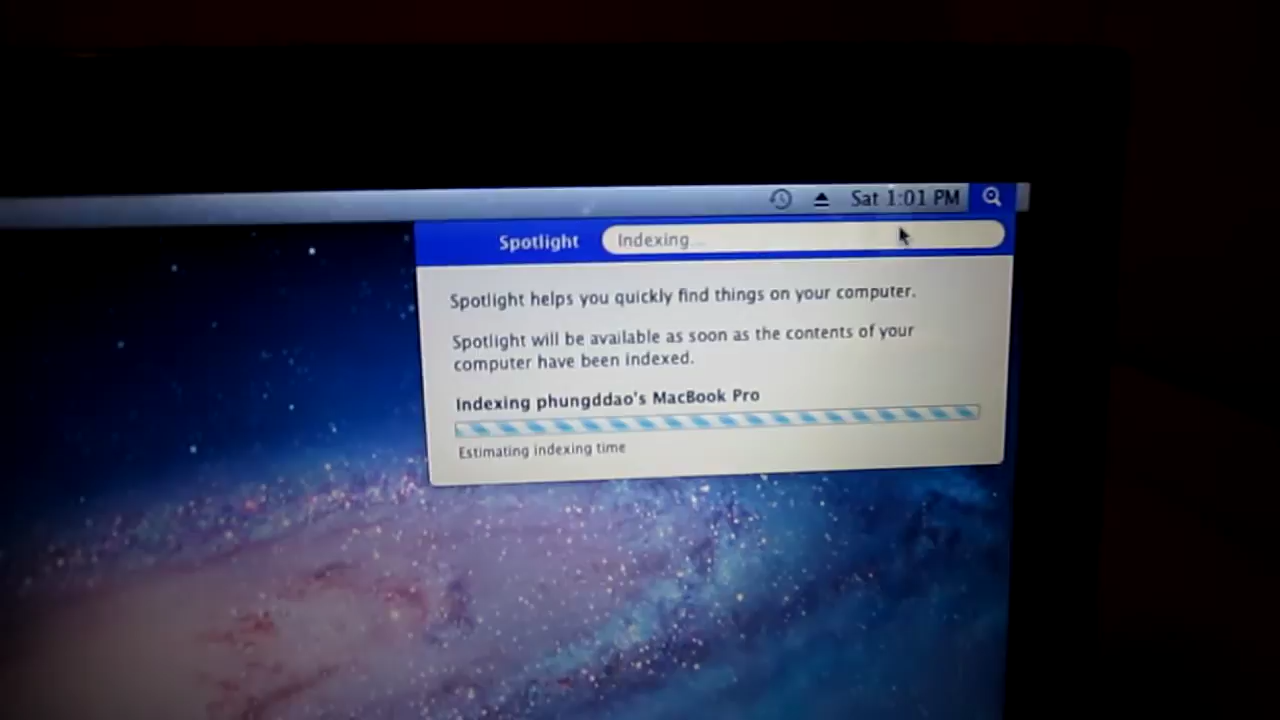 Sat 1:01 PM
Spotlight
Indexing...
Spotlight helps you quickly find things on your computer.
Spotlight will be available as soon as the contents of your
computer have been indexed.
Indexing phungddao's MacBook Pro
Estimating indexing time